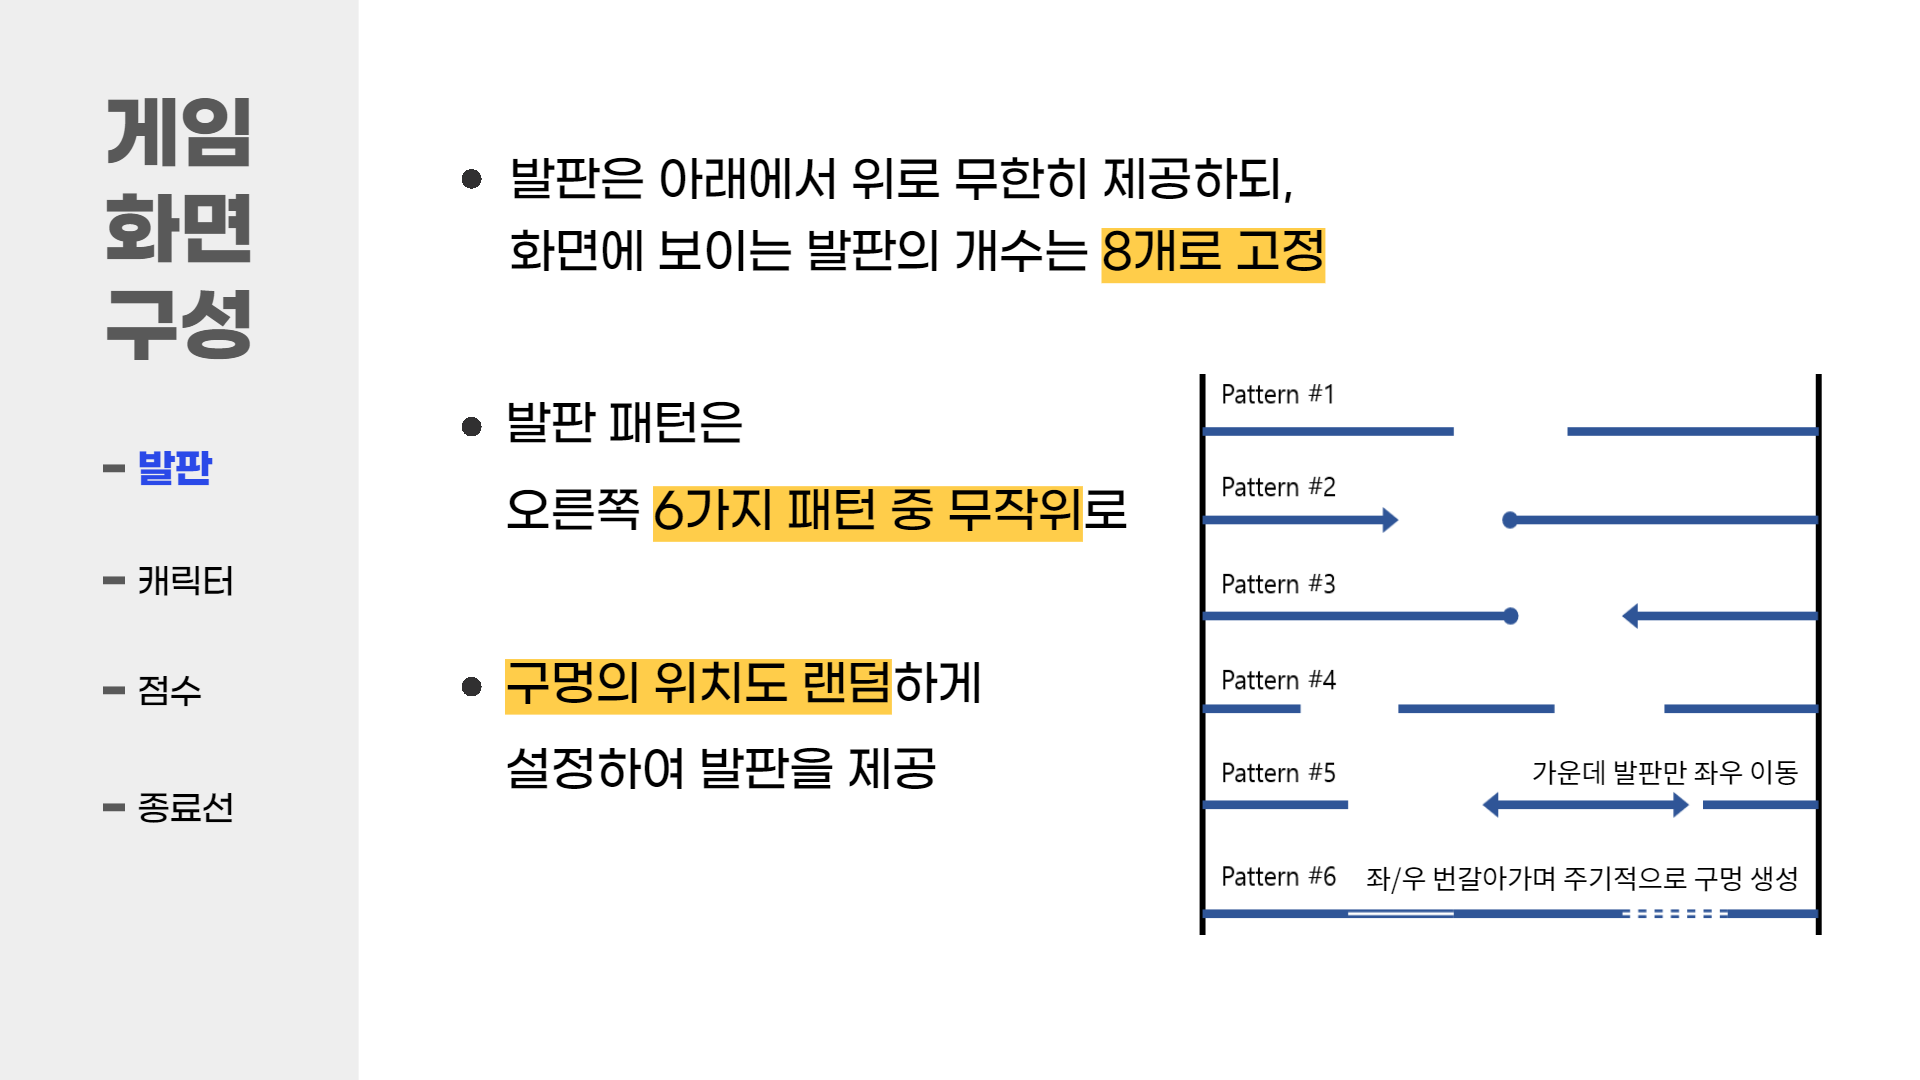 게임
화면
구성
- 발판
- 캐릭터
- 점수
- 종료선
● 발판은 아래에서 위로 무한히 제공하되,
화면에 보이는 발판의 개수는 8개로 고정
● 발판 패턴은
오른쪽 6가지 패턴 중 무작위로
● 구멍의 위치도 랜덤하게
설정하여 발판을 제공
Pattern #1
Pattern #2
Pattern #3
Pattern #4
Pattern #5 가운데 발판만 좌우 이동
Pattern #6 좌/우 번갈아가며 주기적으로 구멍 생성